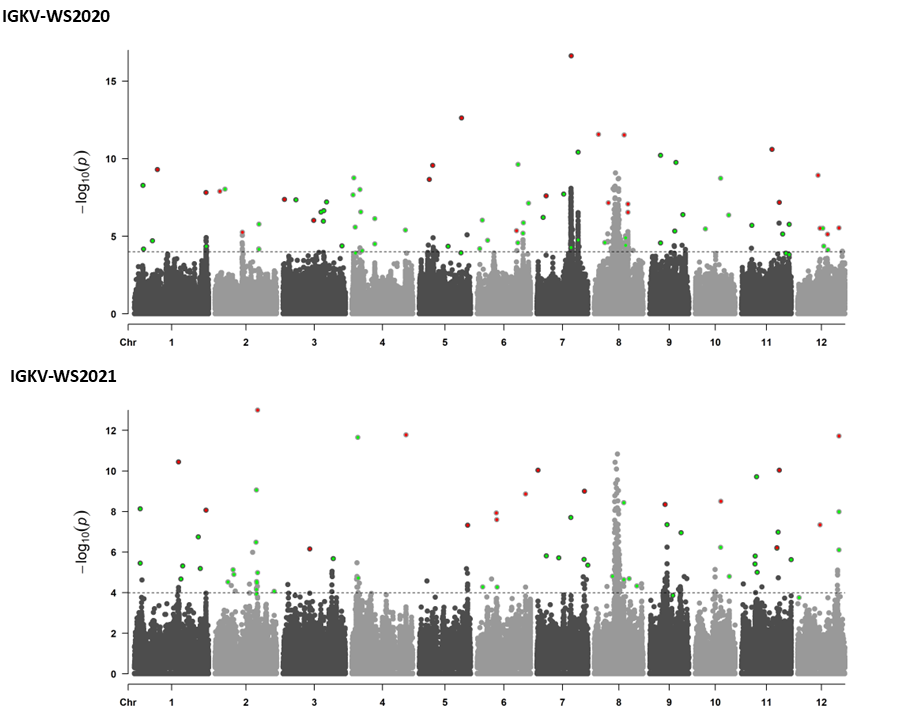 IGKV-WS2020
−log₁₀(p)
15
10
5
0
Chr 1 2 3 4 5 6 7 8 9 10 11 12
IGKV-WS2021
−log₁₀(p)
12
10
8
6
4
2
0
Chr 1 2 3 4 5 6 7 8 9 10 11 12